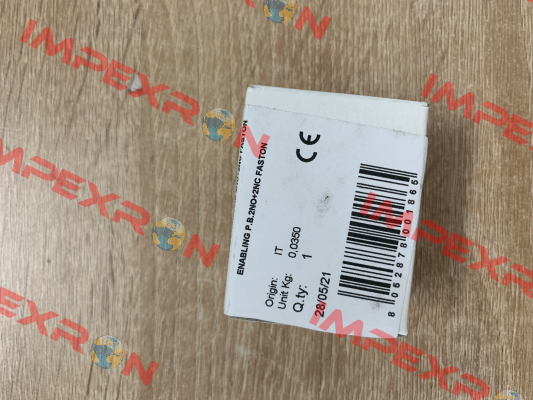 ENABLING P.B.2NO+2NC FASTON
Origin: IT
Unit Kg: 0,0350
Q.ty: 1
28/05/21
CE
8 052878 001865
IMPEXRON
IMPEXRON
IMPEXRON
IMPEXRON
IMPEXRON